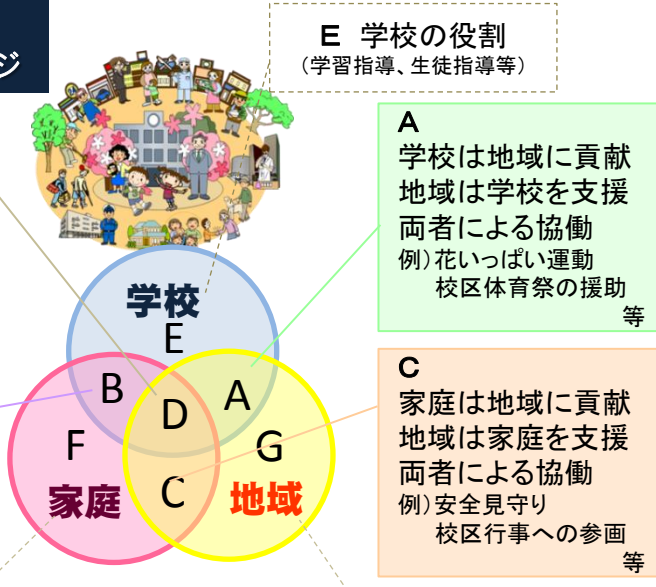 ジ
E 学校の役割
(学習指導、生徒指導等)
A
学校は地域に貢献
地域は学校を支援
両者による協働
例)花いっぱい運動
校区体育祭の援助
等
学校
E
B
D
A
F
G
家庭
C
地域
C
家庭は地域に貢献
地域は家庭を支援
両者による協働
例)安全見守り
校区行事への参画
等